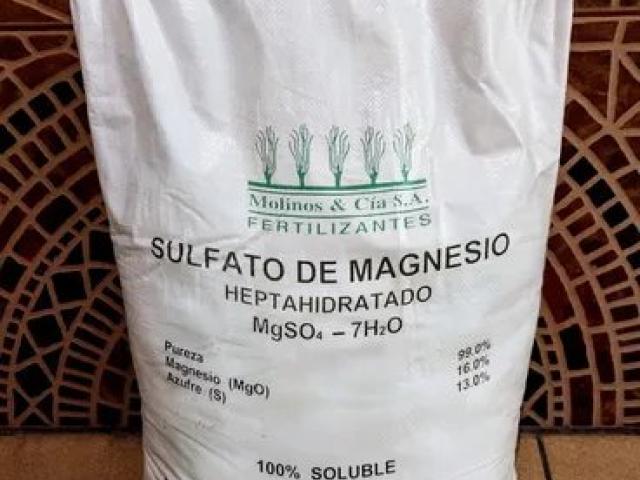 Molinos & Cía S.A.
FERTILIZANTES
SULFATO DE MAGNESIO
HEPTAHIDRATADO
MgSO₄ – 7H₂O
Pureza 99.0%
Magnesio (MgO) 16.0%
Azufre (S) 13.0%
100% SOLUBLE